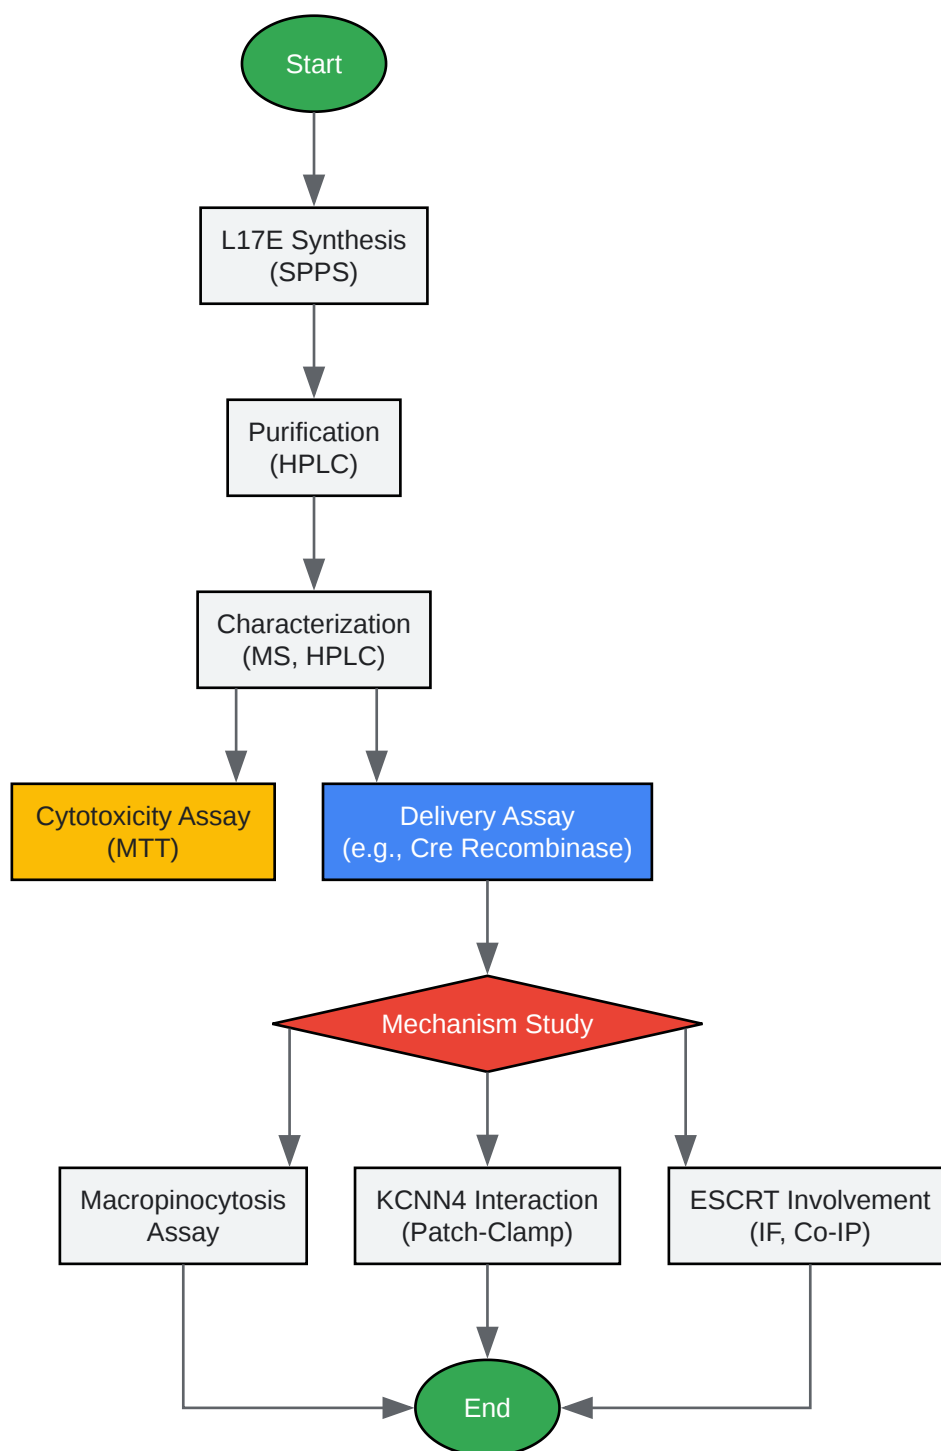 Start
L17E Synthesis
(SPPS)
Purification
(HPLC)
Characterization
(MS, HPLC)
Cytotoxicity Assay
(MTT)
Delivery Assay
(e.g., Cre Recombinase)
Mechanism Study
Macropinocytosis
Assay
KCNN4 Interaction
(Patch-Clamp)
ESCRT Involvement
(IF, Co-IP)
End